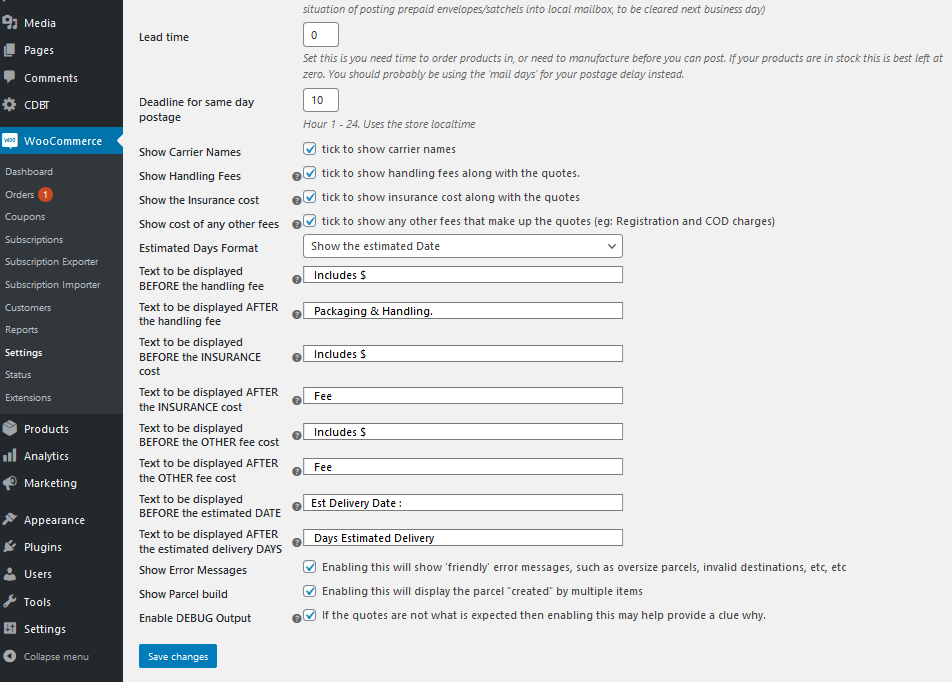 Media
Pages
Comments
CDBT
WooCommerce
Dashboard
Orders 1
Coupons
Subscriptions
Subscription Exporter
Subscription Importer
Customers
Reports
Settings
Status
Extensions
Products
Analytics
Marketing
Appearance
Plugins
Users
Tools
Settings
Collapse menu
situation of posting prepaid envelopes/satchels into local mailbox, to be cleared next business day)
Lead time
0
Set this is you need time to order products in, or need to manufacture before you can post. If your products are in stock this is best left at
zero. You should probably be using the 'mail days' for your postage delay instead.
Deadline for same day
postage
10
Hour 1 - 24. Uses the store localtime
Show Carrier Names
tick to show carrier names
Show Handling Fees
tick to show handling fees along with the quotes.
Show the Insurance cost
tick to show insurance cost along with the quotes
Show cost of any other fees
tick to show any other fees that make up the quotes (eg: Registration and COD charges)
Estimated Days Format
Show the estimated Date
Text to be displayed
BEFORE the handling fee
Includes $
Text to be displayed AFTER
the handling fee
Packaging & Handling.
Text to be displayed
BEFORE the INSURANCE
cost
Includes $
Text to be displayed AFTER
the INSURANCE cost
Fee
Text to be displayed
BEFORE the OTHER fee cost
Includes $
Text to be displayed AFTER
the OTHER fee cost
Fee
Text to be displayed
BEFORE the estimated DATE
Est Delivery Date :
Text to be displayed AFTER
the estimated delivery DAYS
Days Estimated Delivery
Show Error Messages
Enabling this will show 'friendly' error messages, such as oversize parcels, invalid destinations, etc, etc
Show Parcel build
Enabling this will display the parcel "created" by multiple items
Enable DEBUG Output
If the quotes are not what is expected then enabling this may help provide a clue why.
Save changes